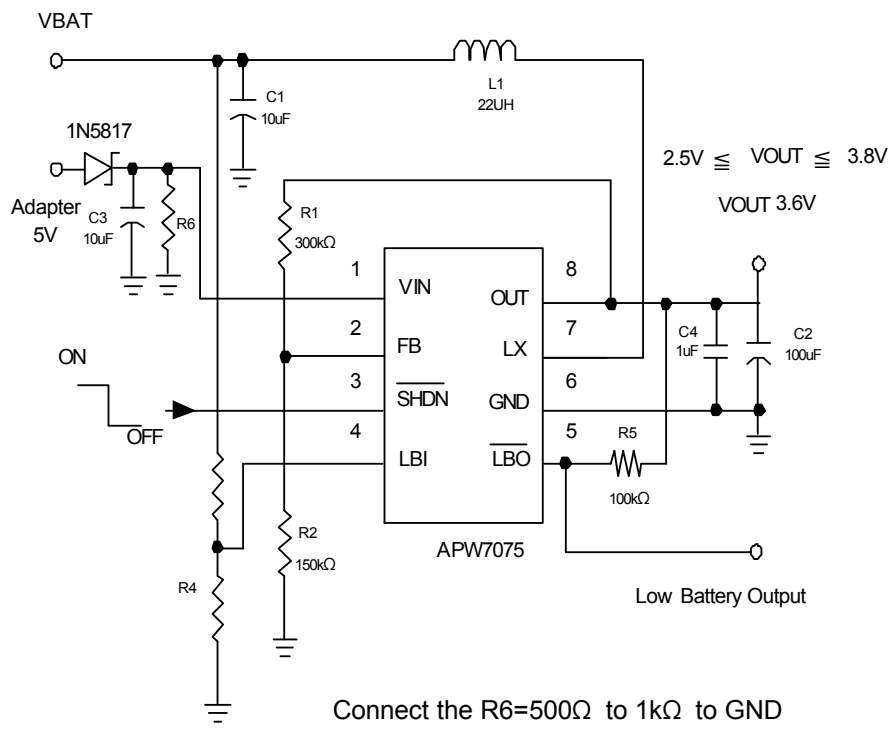 VBAT
L1
22UH
C1
10uF
1N5817
2.5V ≦ VOUT ≦ 3.8V
VOUT 3.6V
Adapter
5V
C3
10uF
R6
R1
300kΩ
1
VIN
OUT
8
2
FB
LX
7
C4
1uF
C2
100uF
ON
OFF
3
SHDN
GND
6
4
LBI
LBO
5
R5
100kΩ
R2
150kΩ
APW7075
R4
Low Battery Output
Connect the R6=500Ω to 1kΩ to GND